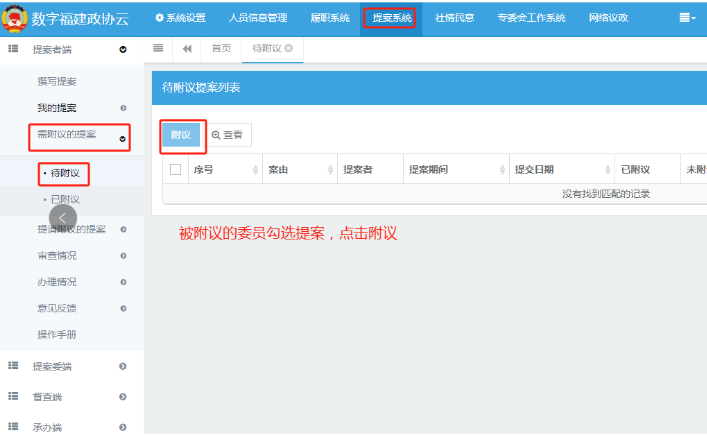 数字福建政协云 系统设置 人员信息管理 履职系统 提案系统 社情民意 专委会工作系统 网络议政
提案者端 首页 待附议
撰写提案
我的提案
需附议的提案
待附议
已附议
提请附议的提案
审查情况
办理情况
意见反馈
操作手册
提案委端
督查端
承办端
待附议提案列表
附议 查看
序号 案由 提案者 提案期间 提交日期 已附议 未附
没有找到匹配的记录
被附议的委员勾选提案，点击附议